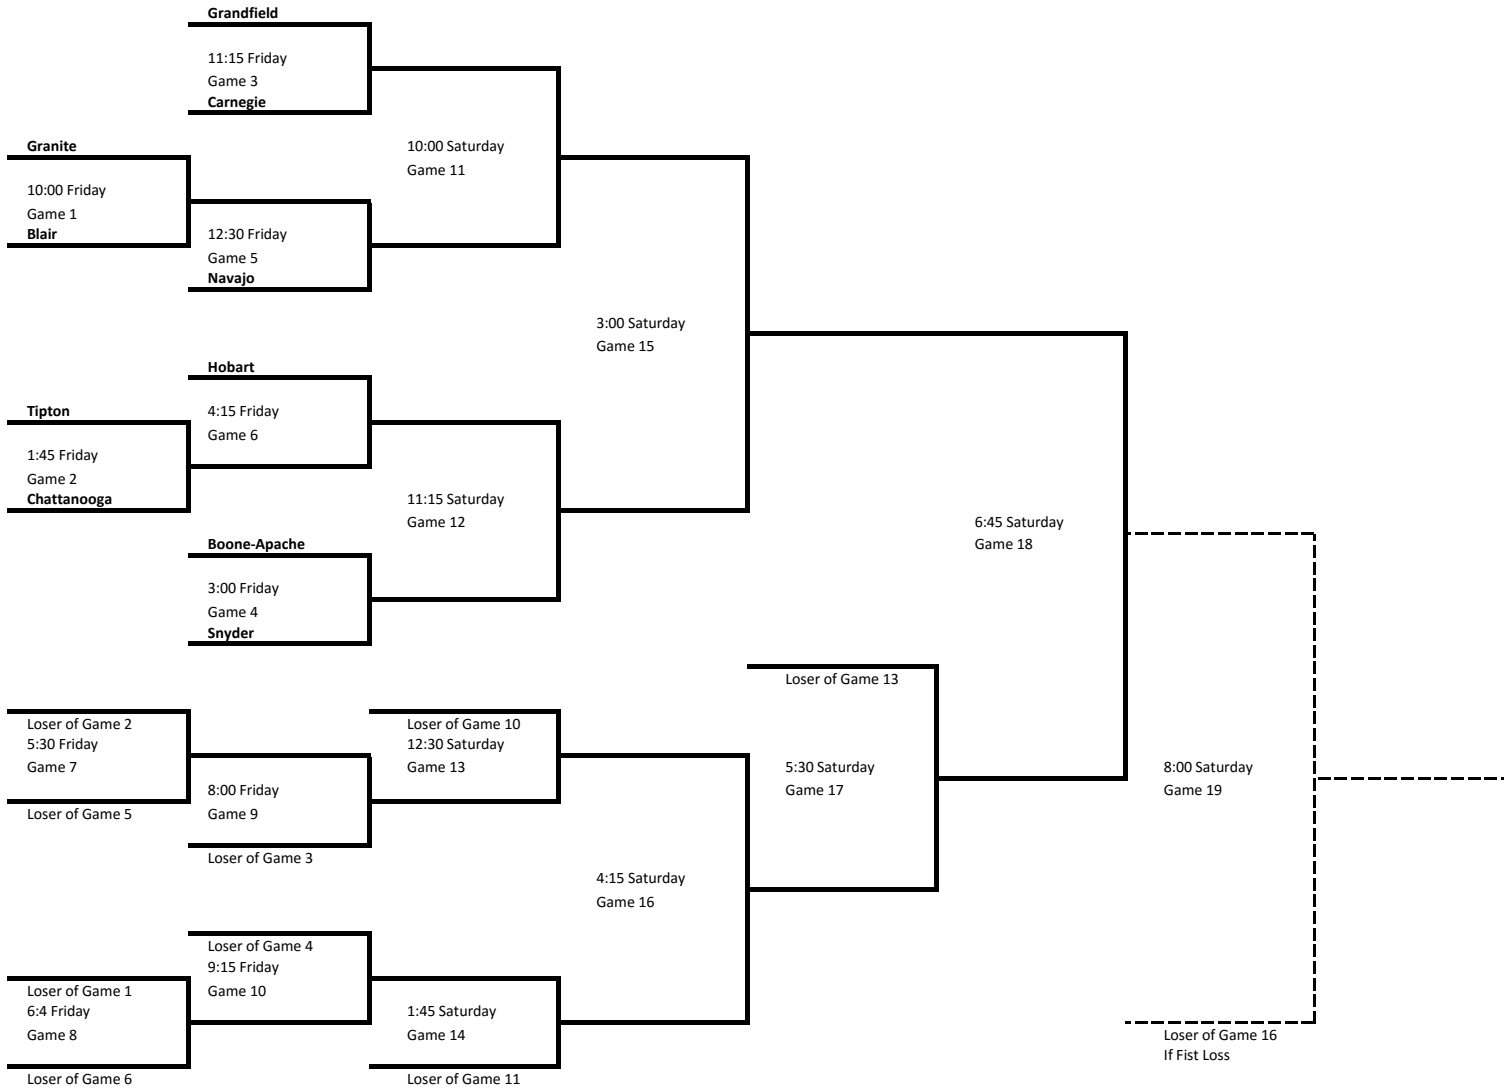 Grandfield
11:15 Friday
Game 3
Carnegie
Granite
10:00 Friday
Game 1
Blair
12:30 Friday
Game 5
Navajo
10:00 Saturday
Game 11
3:00 Saturday
Game 15
Hobart
4:15 Friday
Game 6
Tipton
1:45 Friday
Game 2
Chattanooga
11:15 Saturday
Game 12
Boone-Apache
3:00 Friday
Game 4
Snyder
6:45 Saturday
Game 18
Loser of Game 13
5:30 Saturday
Game 17
Loser of Game 2
5:30 Friday
Game 7
Loser of Game 5
8:00 Friday
Game 9
Loser of Game 3
Loser of Game 10
12:30 Saturday
Game 13
8:00 Saturday
Game 19
4:15 Saturday
Game 16
Loser of Game 4
9:15 Friday
Game 10
Loser of Game 1
6:4 Friday
Game 8
Loser of Game 6
1:45 Saturday
Game 14
Loser of Game 11
Loser of Game 16
If Fist Loss